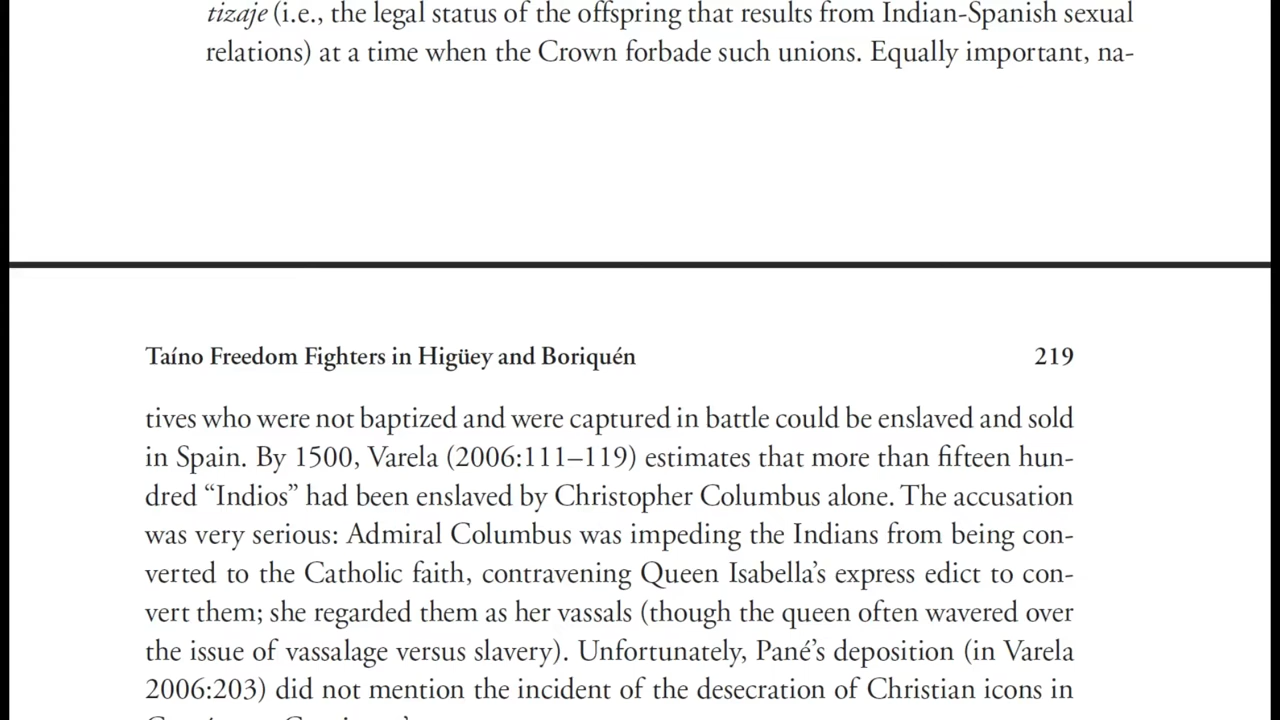 tizaje (i.e., the legal status of the offspring that results from Indian-Spanish sexual
relations) at a time when the Crown forbade such unions. Equally important, na-
Taíno Freedom Fighters in Higüey and Boriquén 219
tives who were not baptized and were captured in battle could be enslaved and sold
in Spain. By 1500, Varela (2006:111–119) estimates that more than fifteen hun-
dred “Indios” had been enslaved by Christopher Columbus alone. The accusation
was very serious: Admiral Columbus was impeding the Indians from being con-
verted to the Catholic faith, contravening Queen Isabella’s express edict to con-
vert them; she regarded them as her vassals (though the queen often wavered over
the issue of vassalage versus slavery). Unfortunately, Pané’s deposition (in Varela
2006:203) did not mention the incident of the desecration of Christian icons in